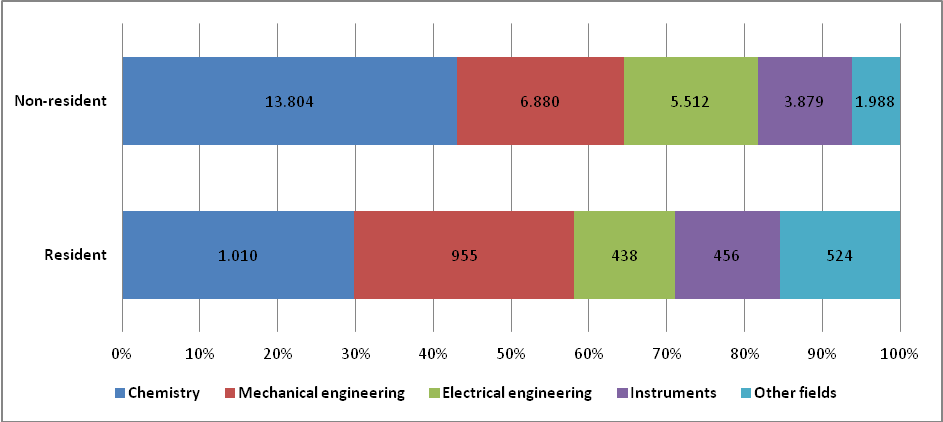 Non-resident
13.804 6.880 5.512 3.879 1.988
Resident
1.010 955 438 456 524
0% 10% 20% 30% 40% 50% 60% 70% 80% 90% 100%
Chemistry Mechanical engineering Electrical engineering Instruments Other fields